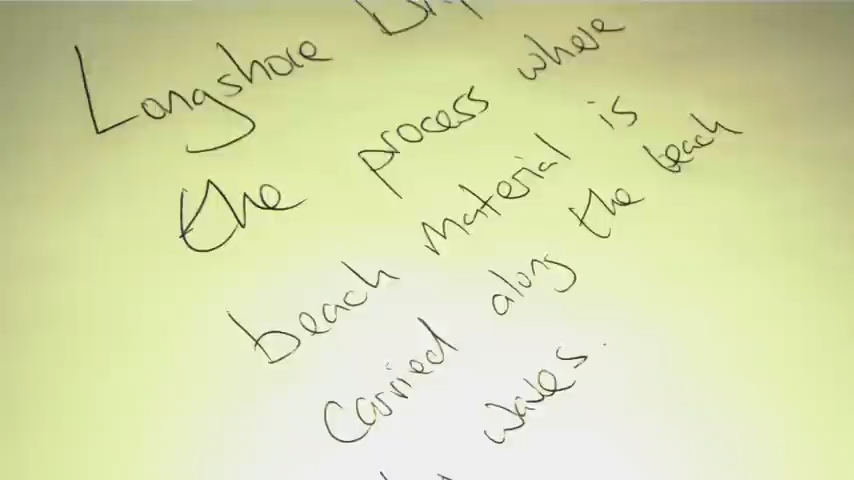 Longshore
the process where
beach material is
carried along the beach
waves.